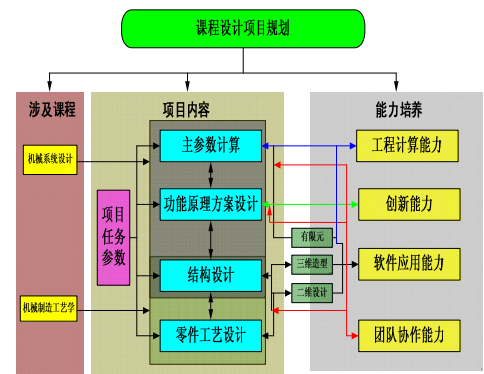 课程设计项目规划
涉及课程
项目内容
能力培养
机械系统设计
机械制造工艺学
项目
任务
参数
主参数计算
功能原理方案设计
结构设计
零件工艺设计
有限元
三维造型
二维设计
工程计算能力
创新能力
软件应用能力
团队协作能力